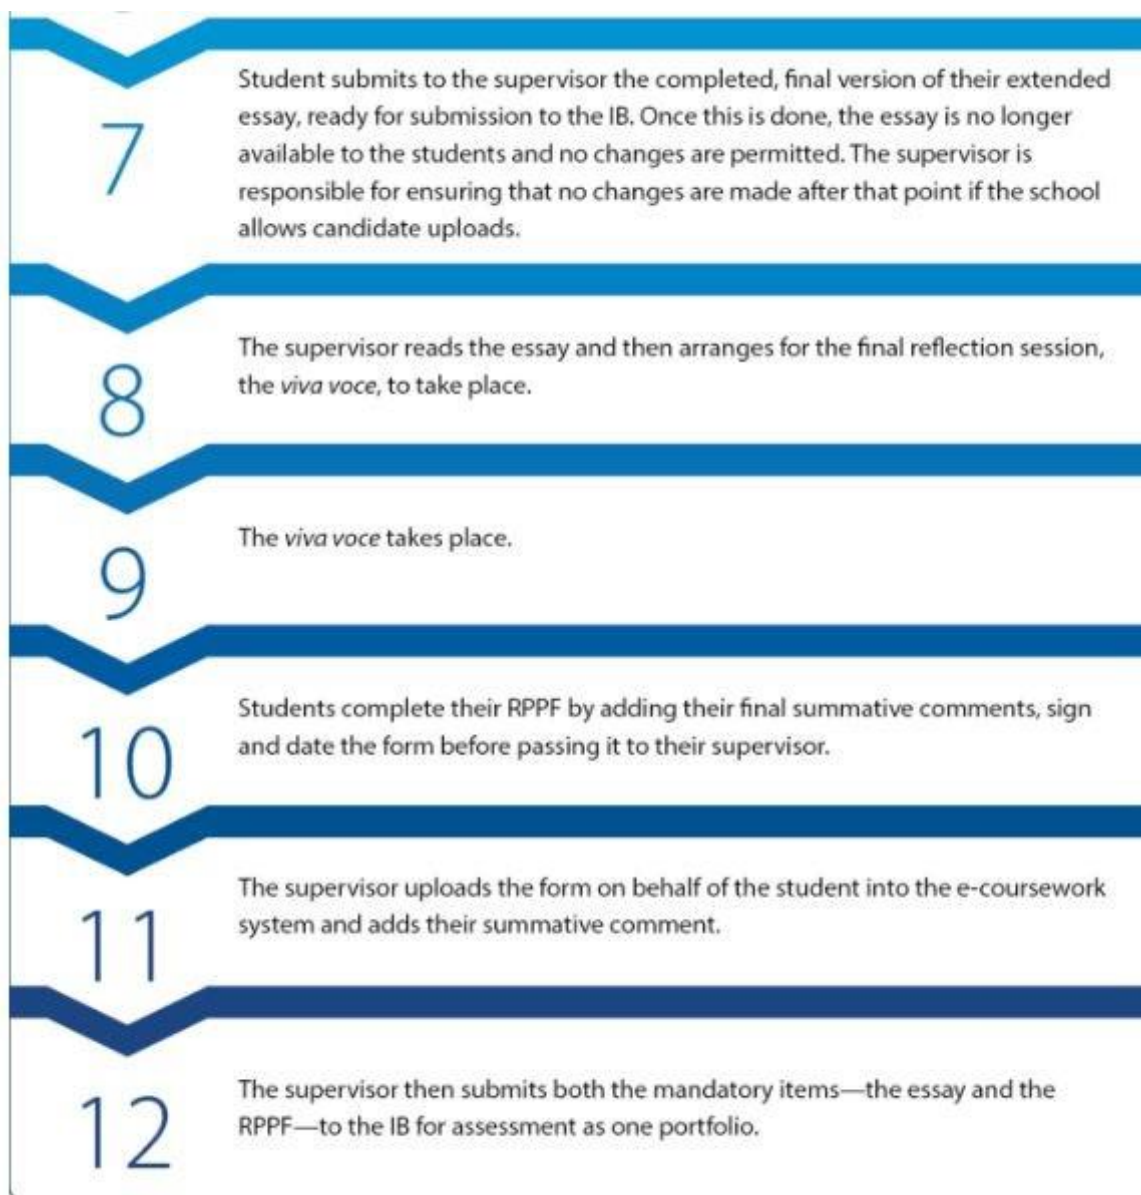 7
Student submits to the supervisor the completed, final version of their extended
essay, ready for submission to the IB. Once this is done, the essay is no longer
available to the students and no changes are permitted. The supervisor is
responsible for ensuring that no changes are made after that point if the school
allows candidate uploads.
8
The supervisor reads the essay and then arranges for the final reflection session,
the viva voce, to take place.
9
The viva voce takes place.
10
Students complete their RPPF by adding their final summative comments, sign
and date the form before passing it to their supervisor.
11
The supervisor uploads the form on behalf of the student into the e-coursework
system and adds their summative comment.
12
The supervisor then submits both the mandatory items—the essay and the
RPPF—to the IB for assessment as one portfolio.